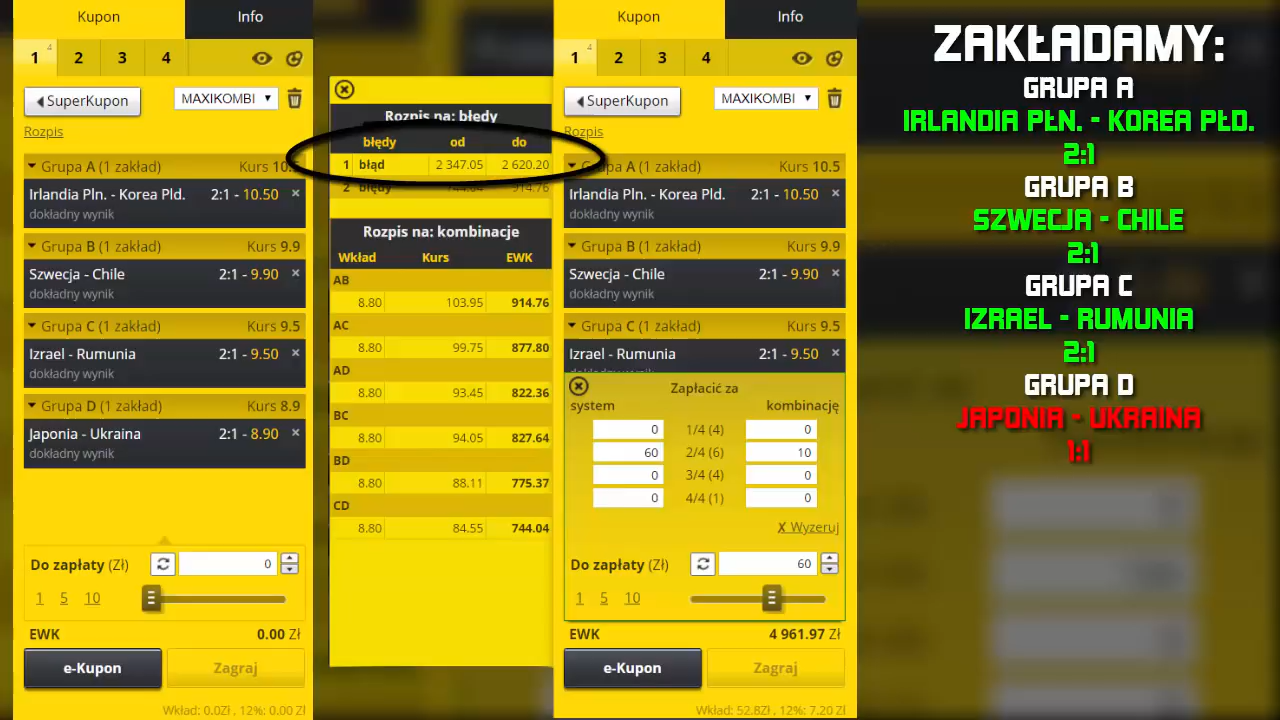 Kupon
Info
1 4 2 3 4
SuperKupon
MAXIKOMBI
Rozpis
Grupa A (1 zakład) Kurs 10.5
Irlandia Pln. - Korea Pld. 2:1 - 10.50 ×
dokładny wynik
Grupa B (1 zakład) Kurs 9.9
Szwecja - Chile 2:1 - 9.90 ×
dokładny wynik
Grupa C (1 zakład) Kurs 9.5
Izrael - Rumunia 2:1 - 9.50 ×
dokładny wynik
Grupa D (1 zakład) Kurs 8.9
Japonia - Ukraina 2:1 - 8.90 ×
dokładny wynik
Do zapłaty (Zł) 0
1 5 10
EWK 0.00 Zł
e-Kupon Zagraj
Wkład: 0.0Zł , 12%: 0.00 Zł
Rozpis na: błędy
błędy od do
1 błąd 2 347.05 2 620.20
2 błędy 744.04 914.76
Rozpis na: kombinacje
Wkład Kurs EWK
AB
8.80 103.95 914.76
AC
8.80 99.75 877.80
AD
8.80 93.45 822.36
BC
8.80 94.05 827.64
BD
8.80 88.11 775.37
CD
8.80 84.55 744.04
Kupon
Info
1 4 2 3 4
SuperKupon
MAXIKOMBI
Rozpis
Grupa A (1 zakład) Kurs 10.5
Irlandia Pln. - Korea Pld. 2:1 - 10.50 ×
dokładny wynik
Grupa B (1 zakład) Kurs 9.9
Szwecja - Chile 2:1 - 9.90 ×
dokładny wynik
Grupa C (1 zakład) Kurs 9.5
Izrael - Rumunia 2:1 - 9.50 ×
Zapłacić za
system kombinację
0 1/4 (4) 0
60 2/4 (6) 10
0 3/4 (4) 0
0 4/4 (1) 0
X Wyzeruj
Do zapłaty (Zł) 60
1 5 10
EWK 4 961.97 Zł
e-Kupon Zagraj
Wkład: 52.8Zł , 12%: 7.20 Zł
ZAKŁADAMY:
GRUPA A
IRLANDIA PŁN. - KOREA PŁD.
2:1
GRUPA B
SZWECJA - CHILE
2:1
GRUPA C
IZRAEL - RUMUNIA
2:1
GRUPA D
JAPONIA - UKRAINA
1:1